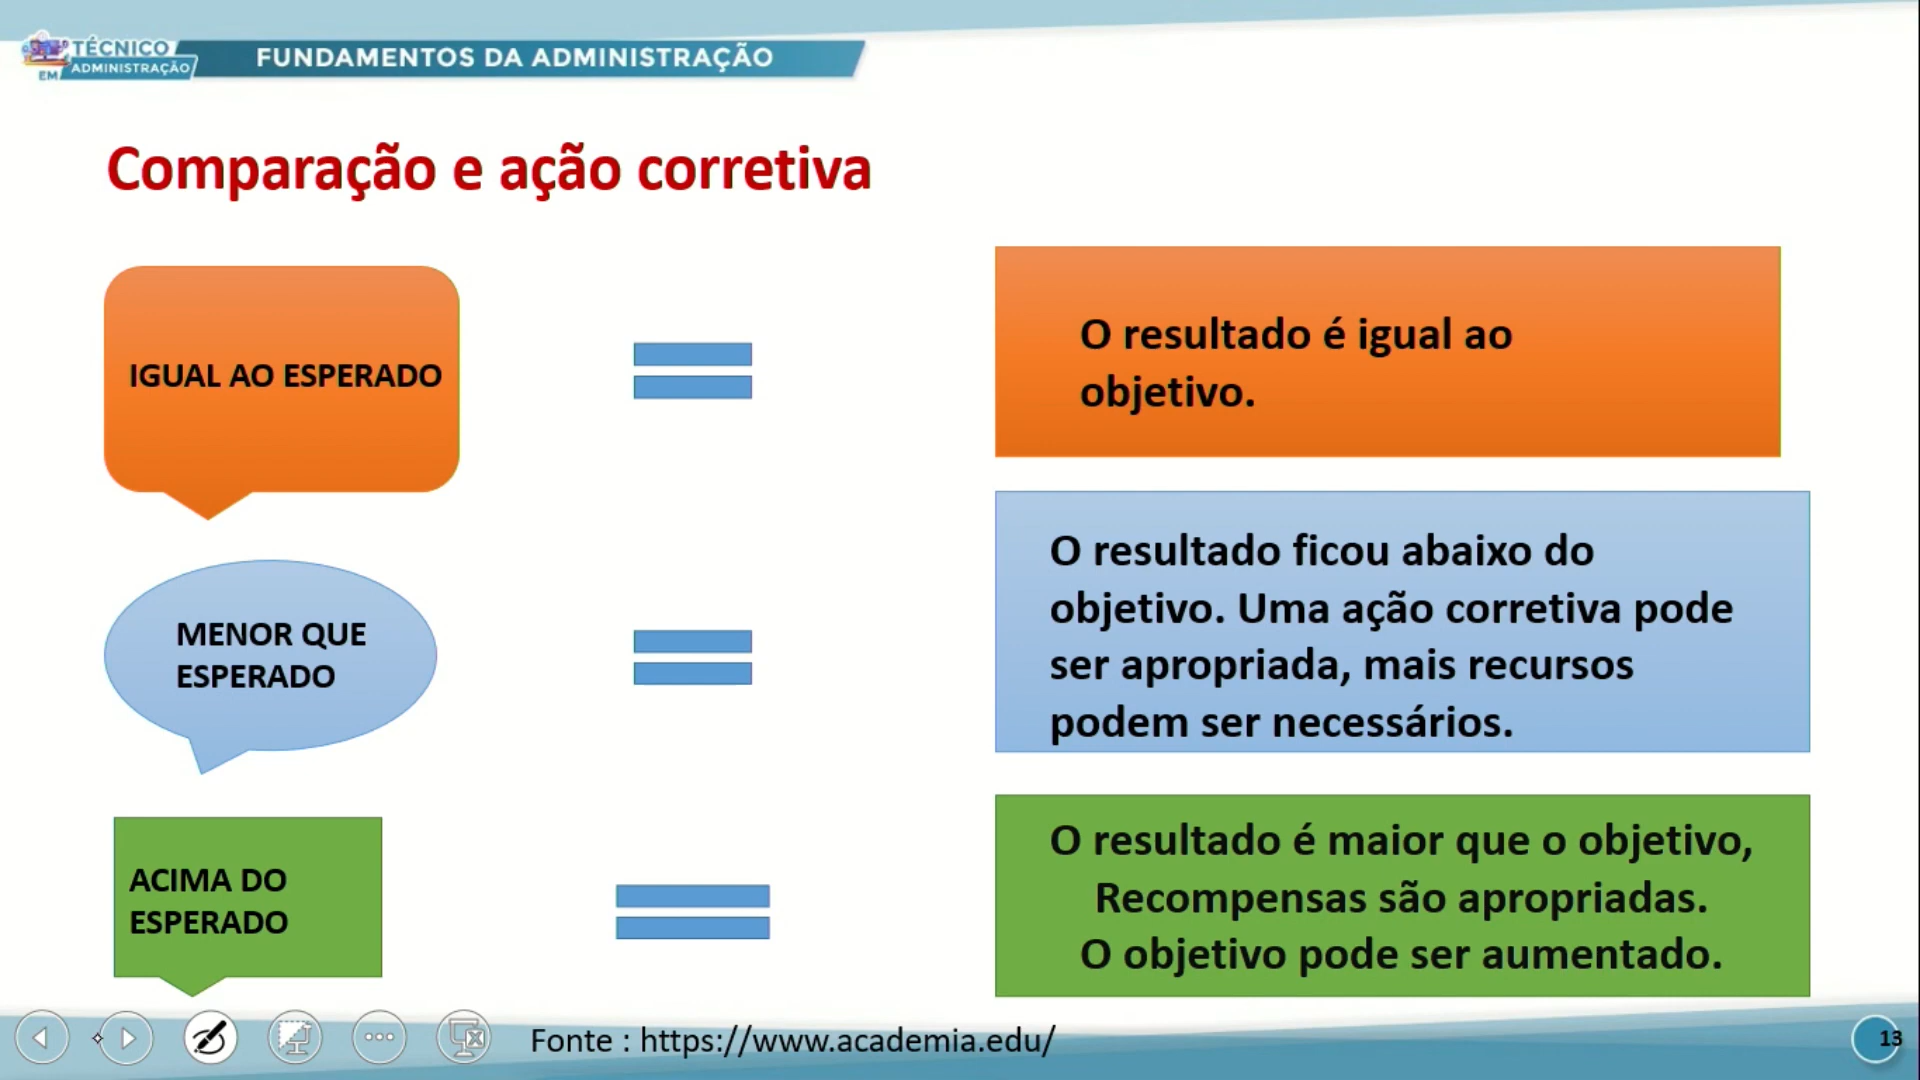 TÉCNICO
EM ADMINISTRAÇÃO
FUNDAMENTOS DA ADMINISTRAÇÃO
Comparação e ação corretiva
IGUAL AO ESPERADO
O resultado é igual ao
objetivo.
MENOR QUE
ESPERADO
O resultado ficou abaixo do
objetivo. Uma ação corretiva pode
ser apropriada, mais recursos
podem ser necessários.
ACIMA DO
ESPERADO
O resultado é maior que o objetivo,
Recompensas são apropriadas.
O objetivo pode ser aumentado.
Fonte : https://www.academia.edu/
13